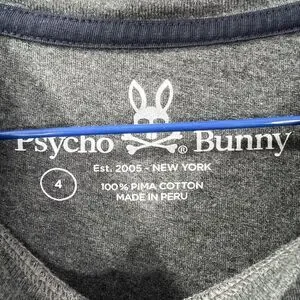 Psycho ® Bunny
Est. 2005 - NEW YORK
4
100% PIMA COTTON
MADE IN PERU